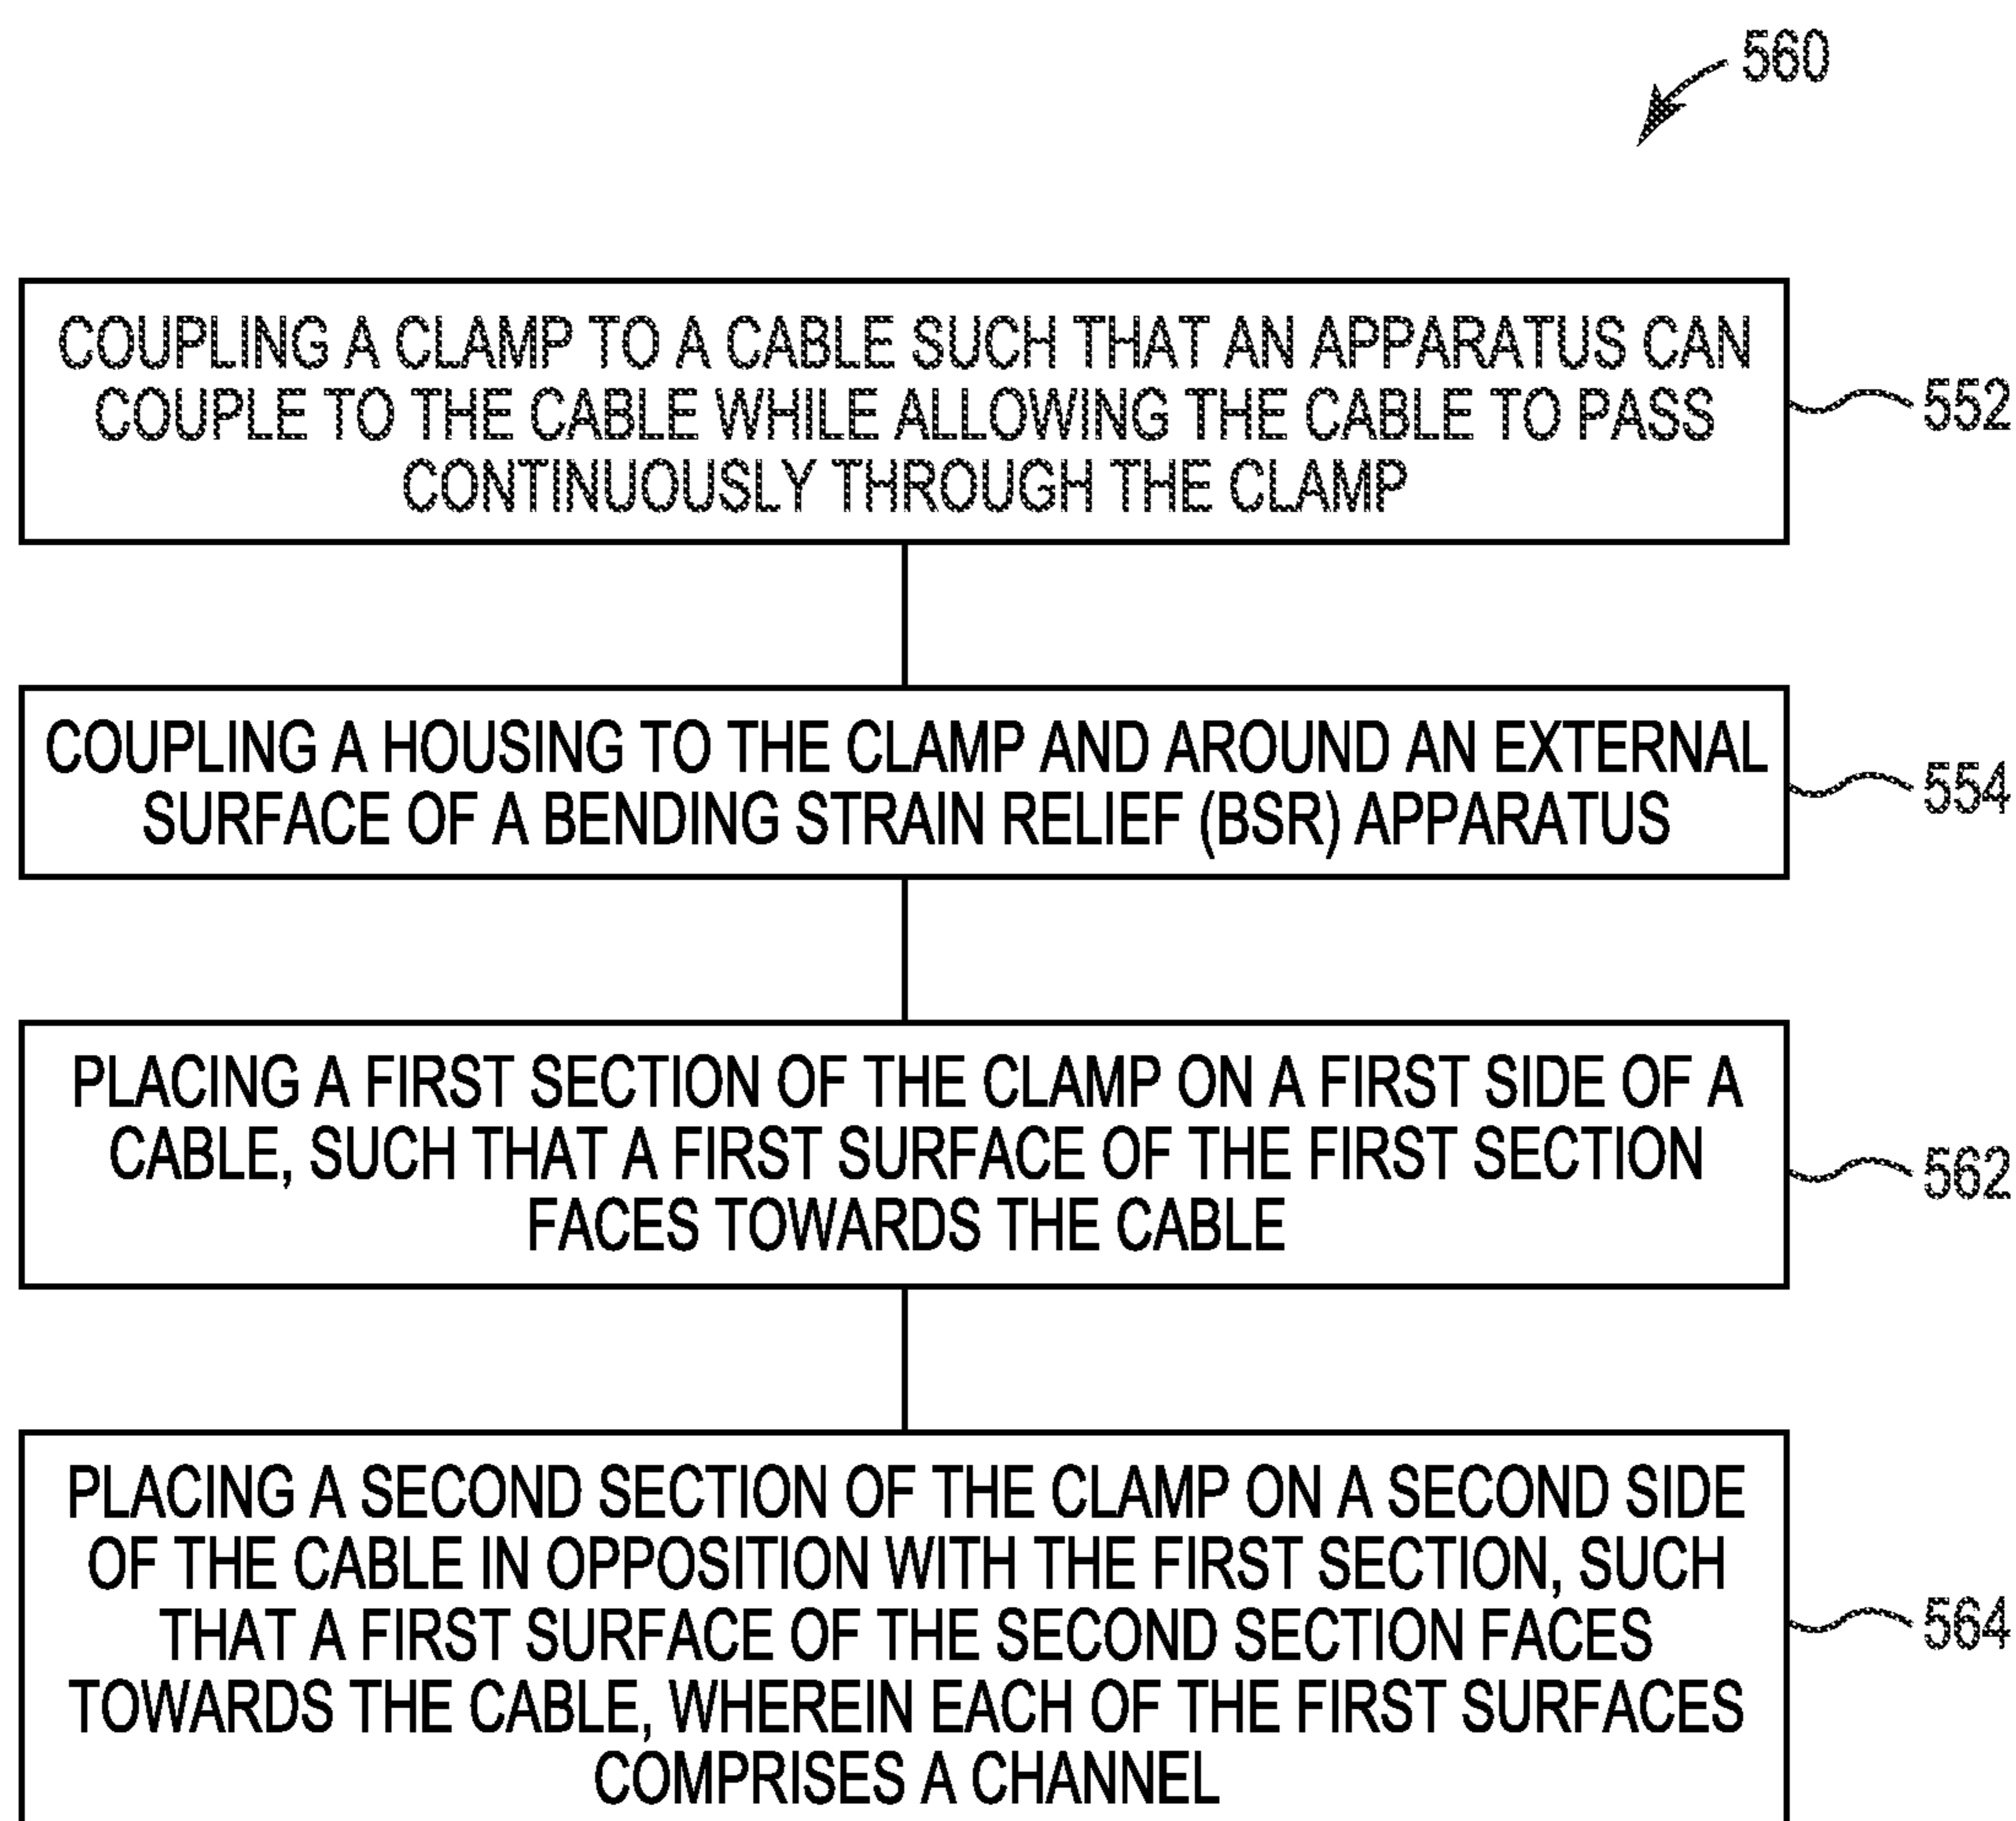 560
COUPLING A CLAMP TO A CABLE SUCH THAT AN APPARATUS CAN
COUPLE TO THE CABLE WHILE ALLOWING THE CABLE TO PASS
CONTINUOUSLY THROUGH THE CLAMP
552
COUPLING A HOUSING TO THE CLAMP AND AROUND AN EXTERNAL
SURFACE OF A BENDING STRAIN RELIEF (BSR) APPARATUS
554
PLACING A FIRST SECTION OF THE CLAMP ON A FIRST SIDE OF A
CABLE, SUCH THAT A FIRST SURFACE OF THE FIRST SECTION
FACES TOWARDS THE CABLE
562
PLACING A SECOND SECTION OF THE CLAMP ON A SECOND SIDE
OF THE CABLE IN OPPOSITION WITH THE FIRST SECTION, SUCH
THAT A FIRST SURFACE OF THE SECOND SECTION FACES
TOWARDS THE CABLE, WHEREIN EACH OF THE FIRST SURFACES
COMPRISES A CHANNEL
564